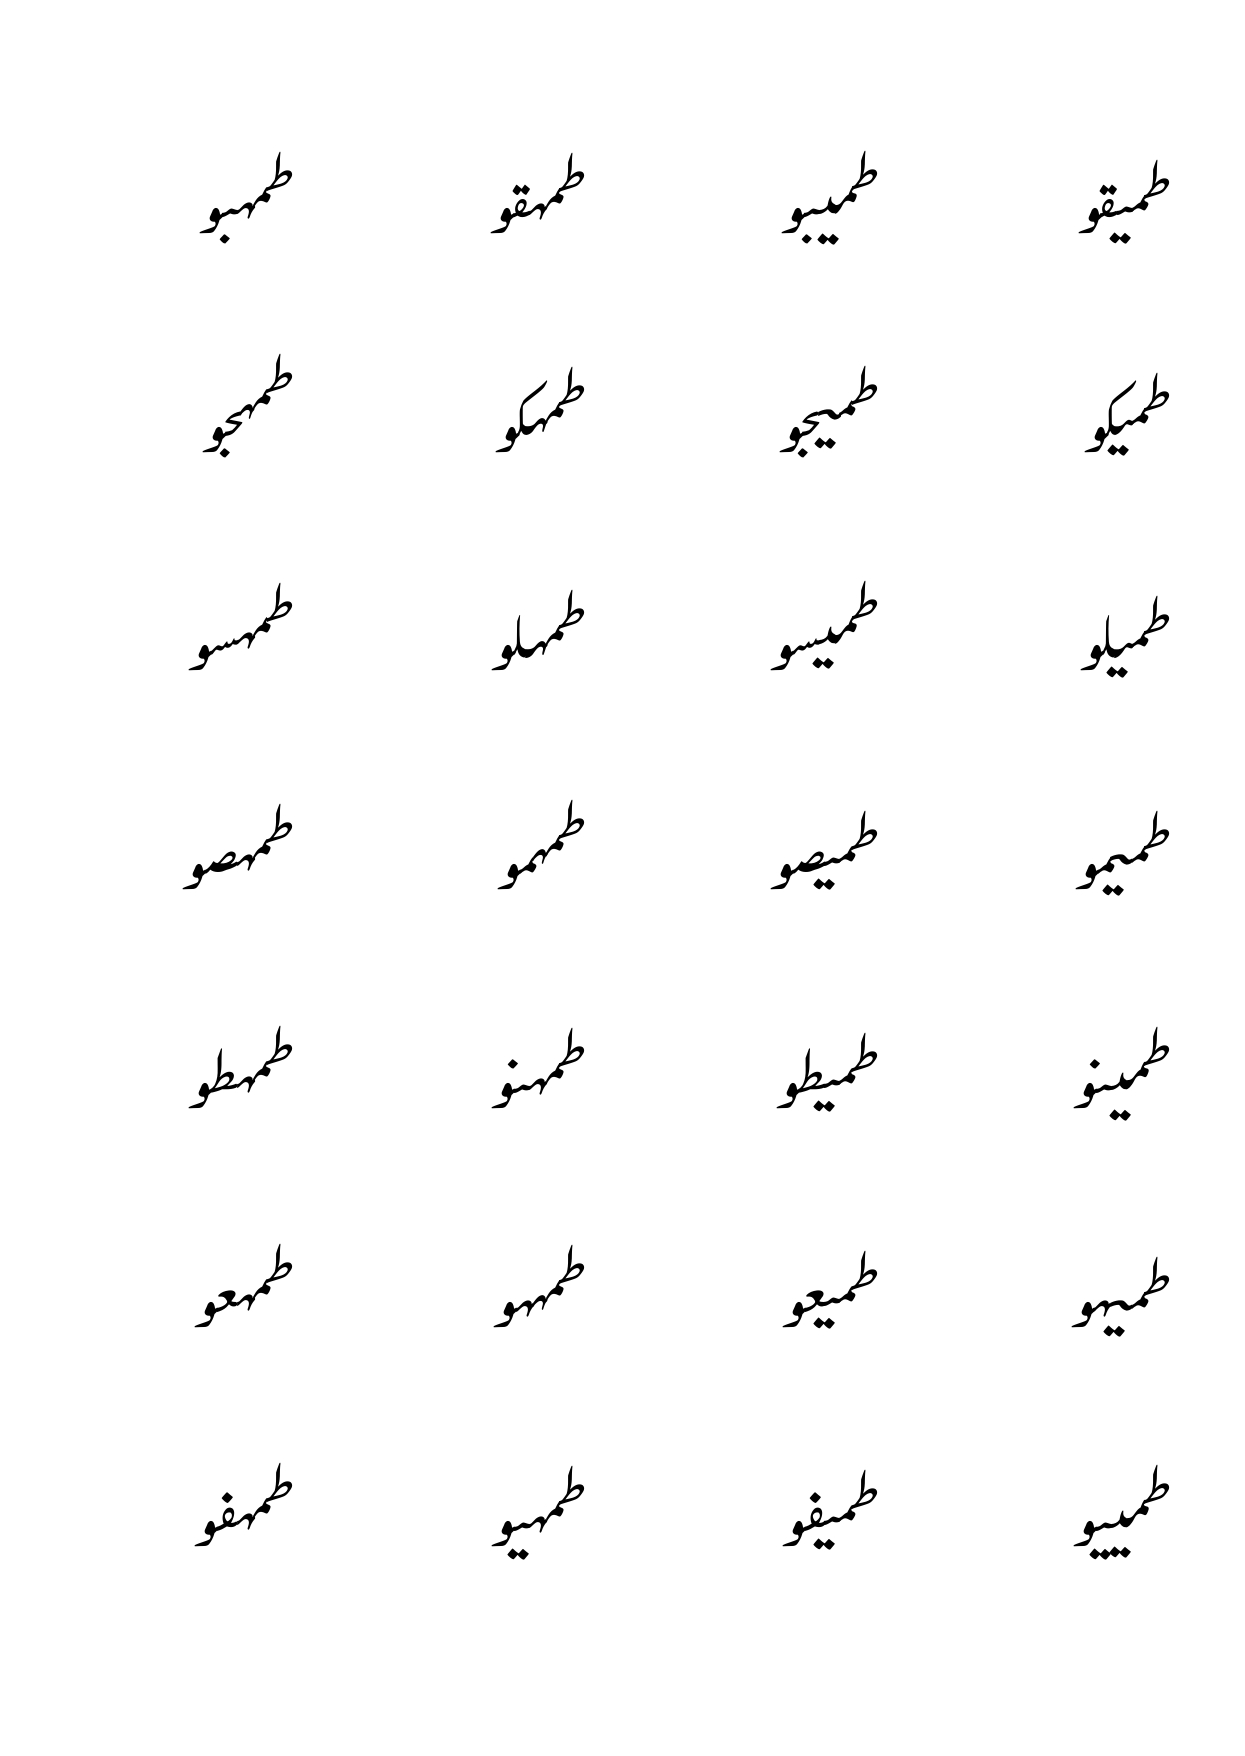 طميقو طميبو طمهقو طمهبو
طميكو طميجو طمهكو طمهجو
طميلو طميسو طمهلو طمهسو
طميمو طميصو طمهمو طمهصو
طمينو طميطو طمهنو طمهطو
طميهو طميعو طمههو طمهعو
طمييو طميفو طمهيو طمهفو